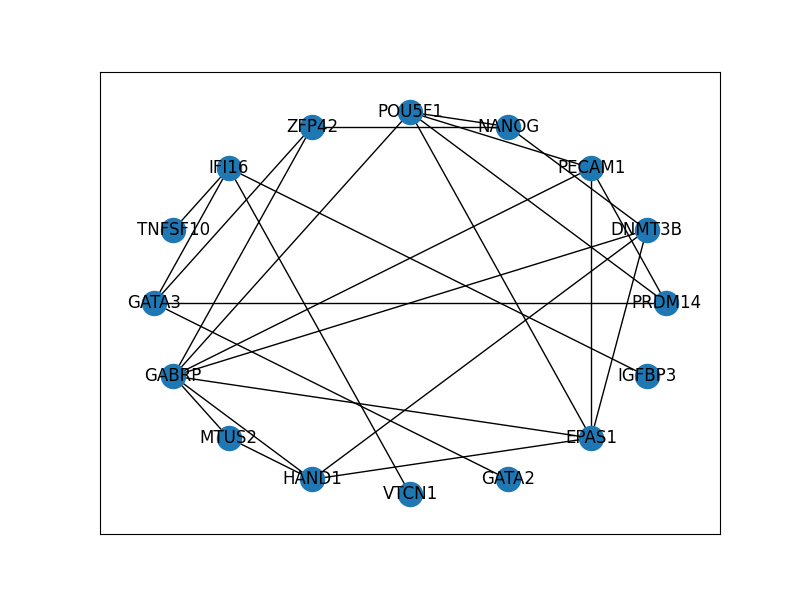 POU5F1
ZFP42
NANOG
IFI16
PECAM1
TNFSF10
DNMT3B
GATA3
PRDM14
GABRP
IGFBP3
MTUS2
EPAS1
HAND1
GATA2
VTCN1